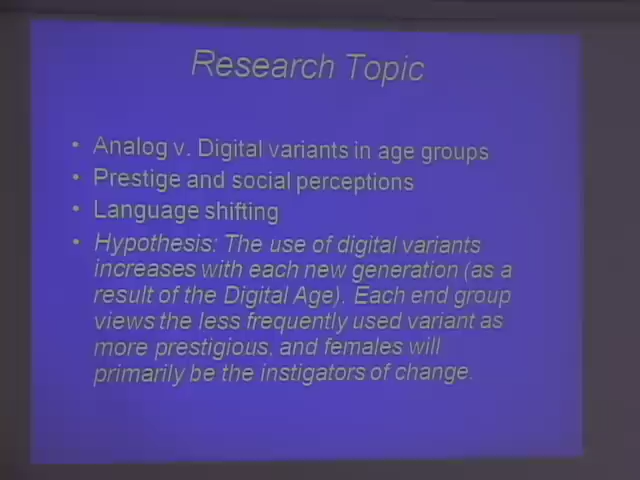 Research Topic
• Analog v. Digital variants in age groups
• Prestige and social perceptions
• Language shifting
• Hypothesis: The use of digital variants
increases with each new generation (as a
result of the Digital Age). Each end group
views the less frequently used variant as
more prestigious, and females will
primarily be the instigators of change.